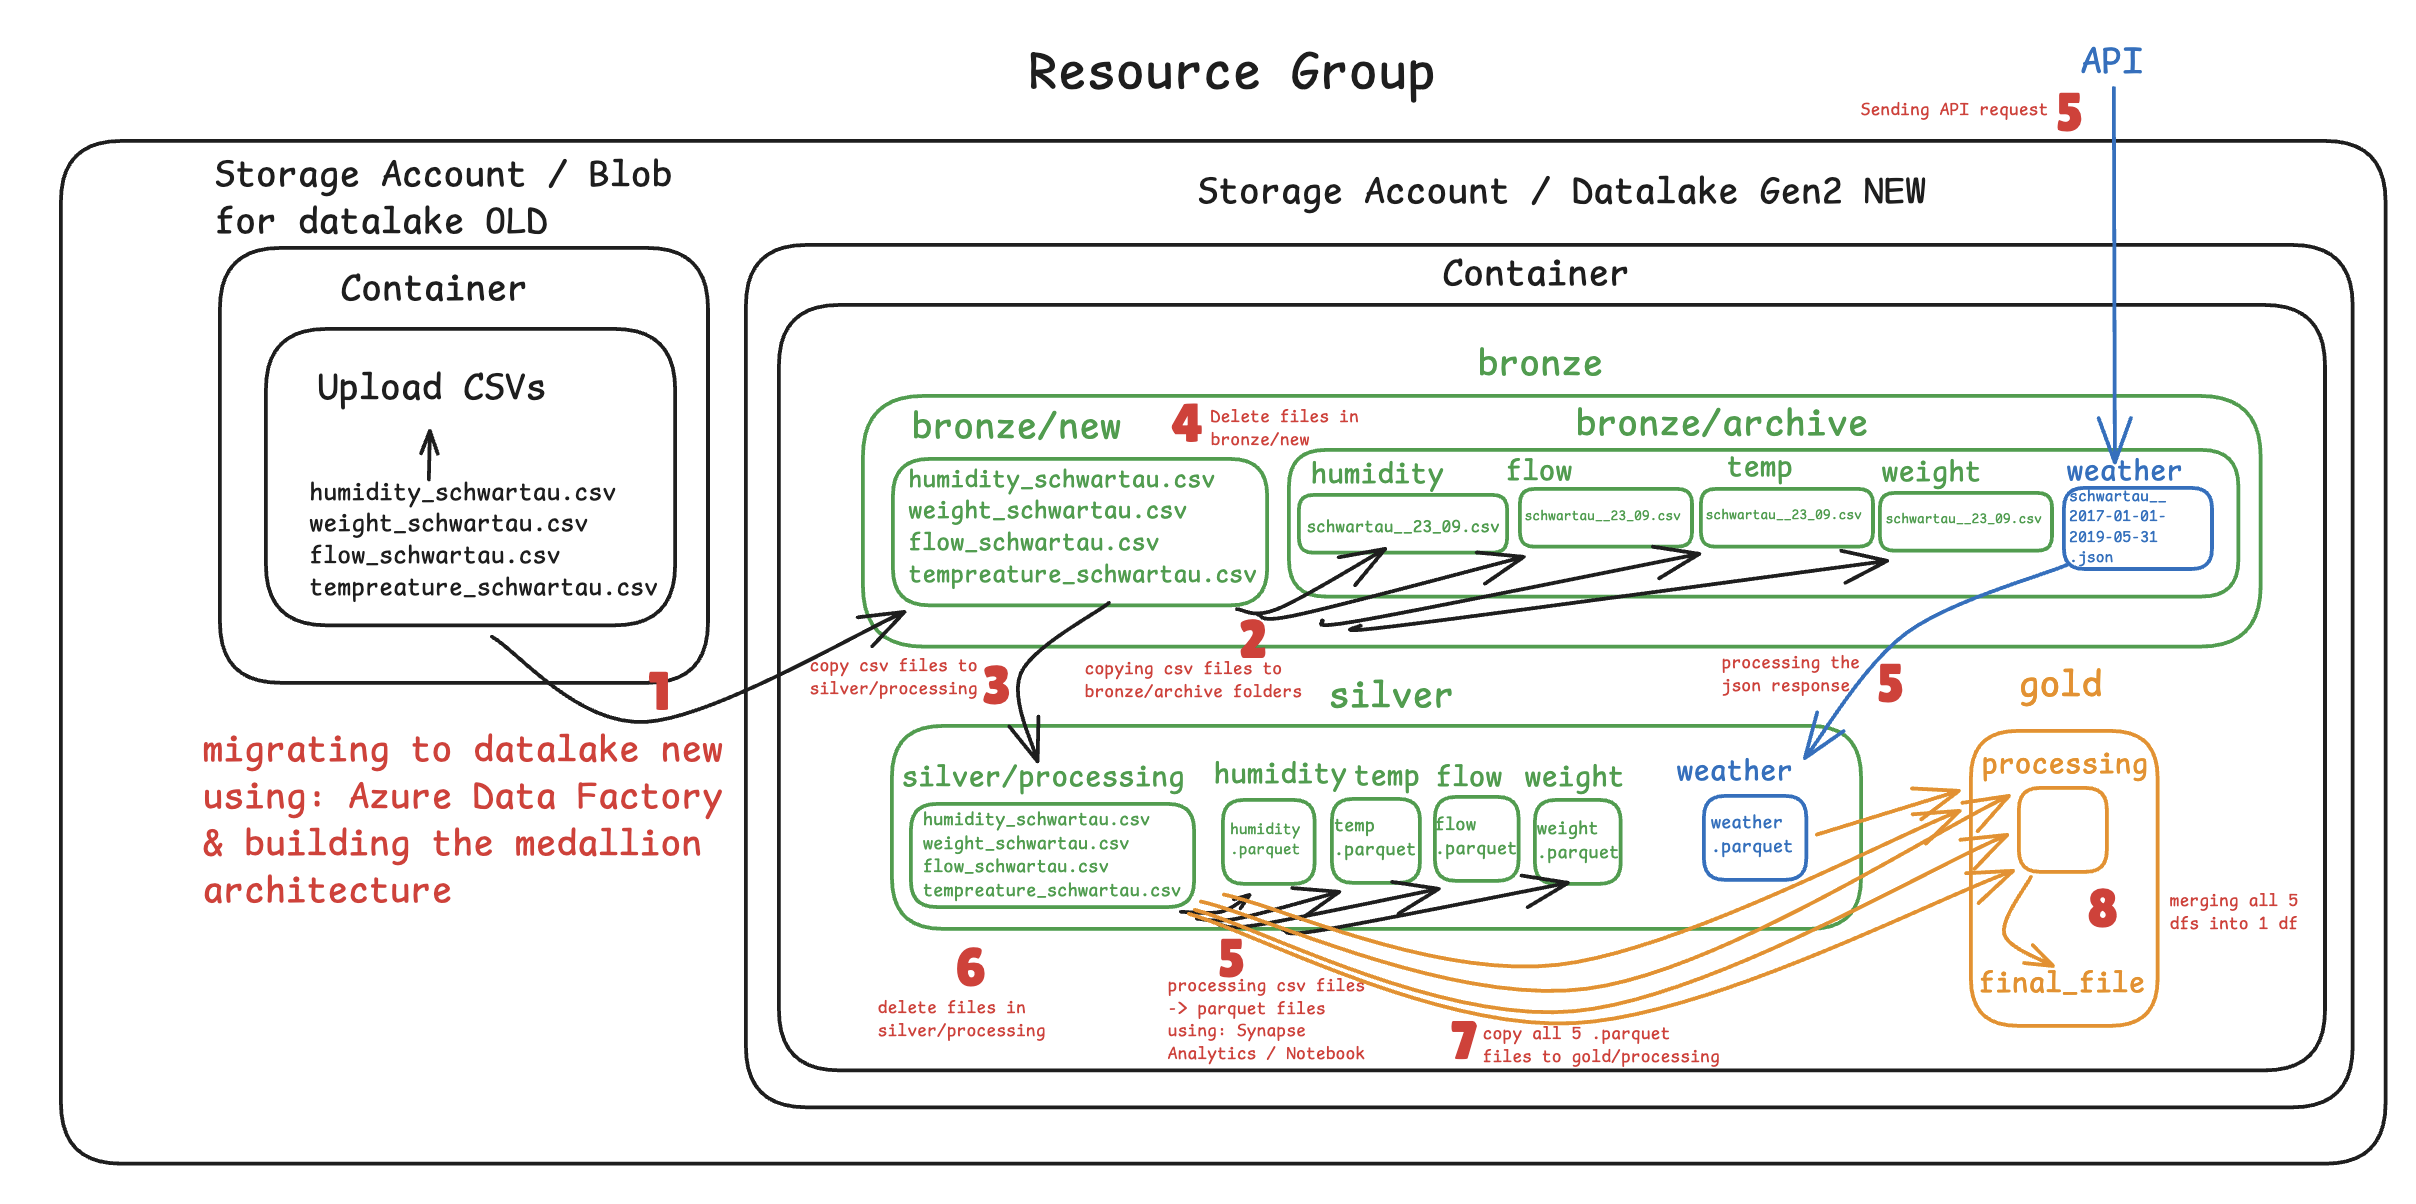 Resource Group
API
Sending API request
5
Storage Account / Blob
for datalake OLD
Container
Upload CSVs
humidity_schwartau.csv
weight_schwartau.csv
flow_schwartau.csv
tempreature_schwartau.csv
1
migrating to datalake new
using: Azure Data Factory
& building the medallion
architecture
Storage Account / Datalake Gen2 NEW
Container
bronze
bronze/new
4
Delete files in
bronze/new
humidity_schwartau.csv
weight_schwartau.csv
flow_schwartau.csv
tempreature_schwartau.csv
bronze/archive
humidity
schwartau__23_09.csv
flow
schwartau__23_09.csv
temp
schwartau__23_09.csv
weight
schwartau__23_09.csv
weather
schwartau__
2017-01-01-
2019-05-31
.json
copy csv files to
silver/processing
3
2
copying csv files to
bronze/archive folders
processing the
json response
5
silver
silver/processing
humidity_schwartau.csv
weight_schwartau.csv
flow_schwartau.csv
tempreature_schwartau.csv
humidity
humidity
.parquet
temp
temp
.parquet
flow
flow
.parquet
weight
weight
.parquet
weather
weather
.parquet
6
delete files in
silver/processing
5
processing csv files
-> parquet files
using: Synapse
Analytics / Notebook
7
copy all 5 .parquet
files to gold/processing
gold
processing
8
merging all 5
dfs into 1 df
final_file